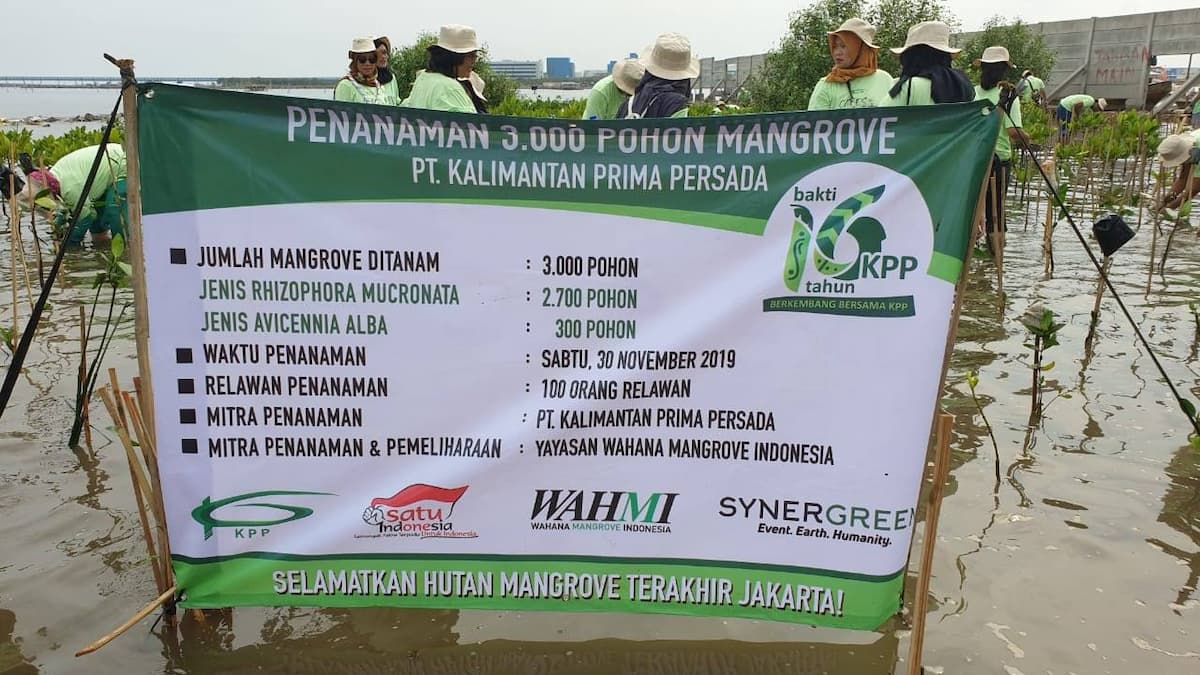 PENANAMAN 3.000 POHON MANGROVE
PT. KALIMANTAN PRIMA PERSADA
bakti
16
KPP
tahun
BERKEMBANG BERSAMA KPP
JUMLAH MANGROVE DITANAM : 3.000 POHON
JENIS RHIZOPHORA MUCRONATA : 2.700 POHON
JENIS AVICENNIA ALBA : 300 POHON
WAKTU PENANAMAN : SABTU, 30 NOVEMBER 2019
RELAWAN PENANAMAN : 100 ORANG RELAWAN
MITRA PENANAMAN : PT. KALIMANTAN PRIMA PERSADA
MITRA PENANAMAN & PEMELIHARAAN : YAYASAN WAHANA MANGROVE INDONESIA
KPP
satu
Indonesia
Untuk Indonesia
WAHMI
WAHANA MANGROVE INDONESIA
SYNERGREEN
Event. Earth. Humanity.
SELAMATKAN HUTAN MANGROVE TERAKHIR JAKARTA!